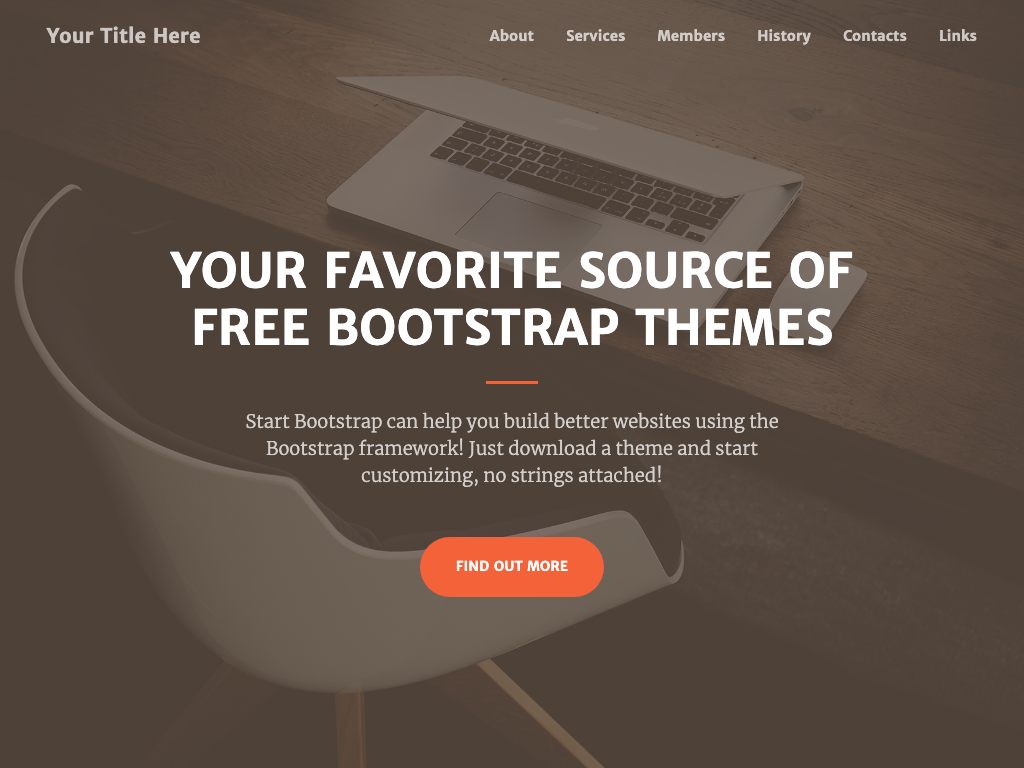 Your Title Here
About Services Members History Contacts Links
YOUR FAVORITE SOURCE OF
FREE BOOTSTRAP THEMES
Start Bootstrap can help you build better websites using the
Bootstrap framework! Just download a theme and start
customizing, no strings attached!
FIND OUT MORE